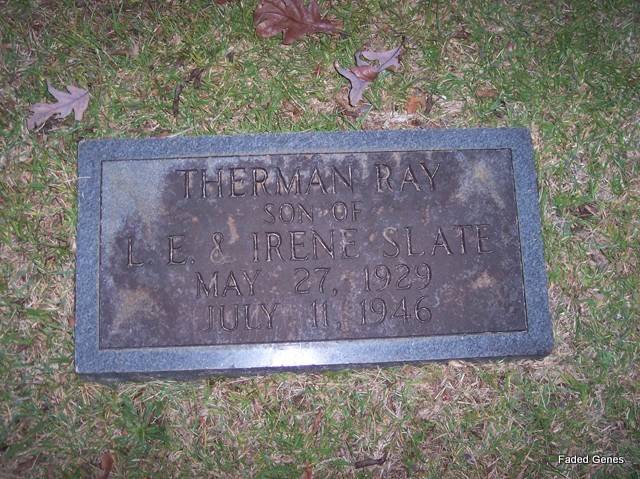 THERMAN RAY
SON OF
L. E. & IRENE SLATE
MAY 27, 1929
JULY 11, 1946
Faded Genes